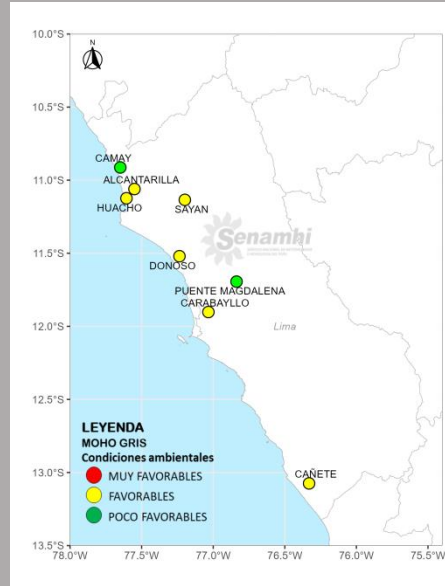 N
10.0°S
10.5°S
11.0°S
11.5°S
12.0°S
12.5°S
13.0°S
13.5°S
CAMAY
ALCANTARILLA
HUACHO
SAYAN
Senamhi
DONOSO
PUENTE MAGDALENA
CARABAYLLO
Lima
CAÑETE
LEYENDA
MOHO GRIS
Condiciones ambientales
MUY FAVORABLES
FAVORABLES
POCO FAVORABLES
78.0°W 77.5°W 77.0°W 76.5°W 76.0°W 75.5°W